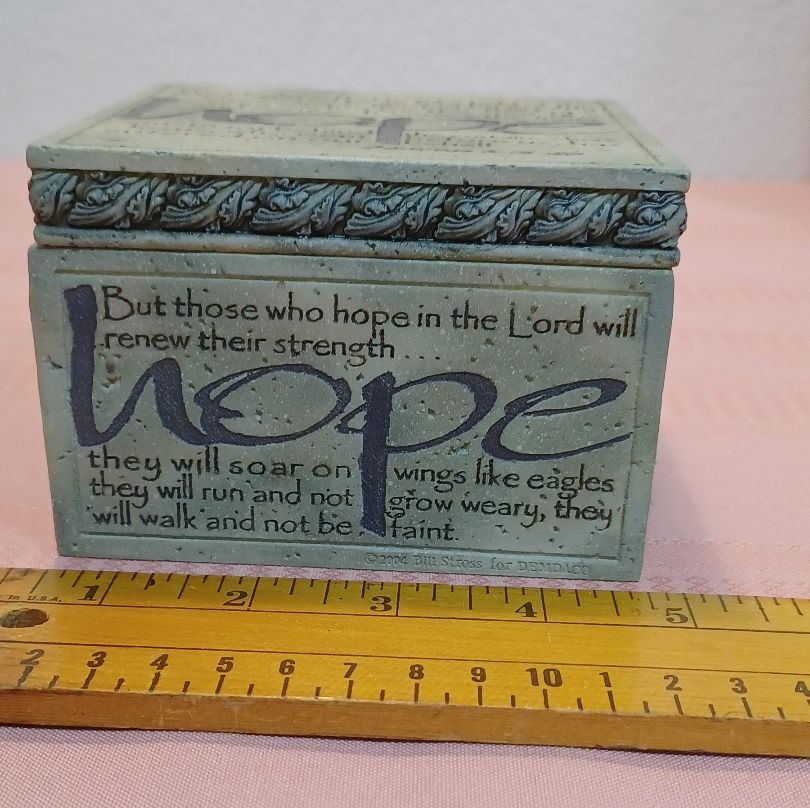 hope
But those who hope in the Lord will
renew their strength . . .
hope
they will soar on wings like eagles
they will run and not grow weary, they
will walk and not be faint.
©2004 Bill Stross for DEMDACO
1 2 3 4 5
in U.S.A.
2 3 4 5 6 7 8 9 10 1 2 3 4